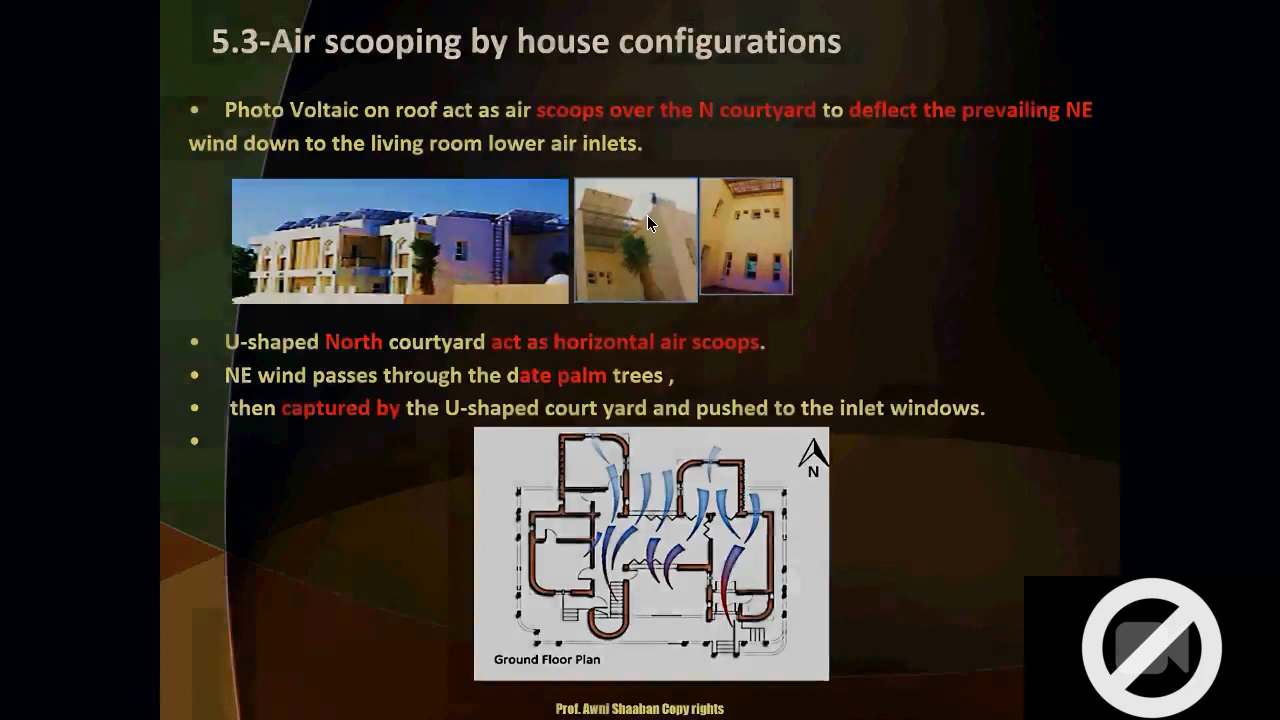 5.3-Air scooping by house configurations
• Photo Voltaic on roof act as air scoops over the N courtyard to deflect the prevailing NE
wind down to the living room lower air inlets.
• U-shaped North courtyard act as horizontal air scoops.
• NE wind passes through the date palm trees ,
• then captured by the U-shaped court yard and pushed to the inlet windows.
•
N
Ground Floor Plan
Prof. Awni Shaaban Copy rights